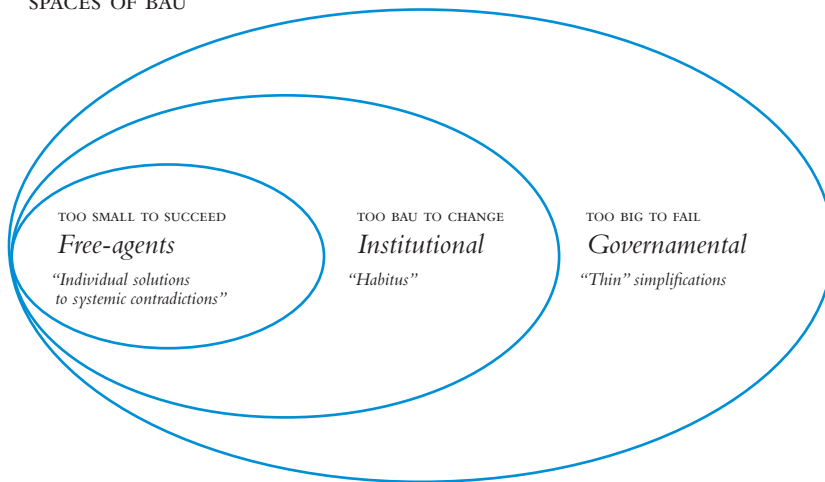 SPACES OF BAU
TOO SMALL TO SUCCEED
Free-agents
“Individual solutions
to systemic contradictions”
TOO BAU TO CHANGE
Institutional
“Habitus”
TOO BIG TO FAIL
Governamental
“Thin” simplifications